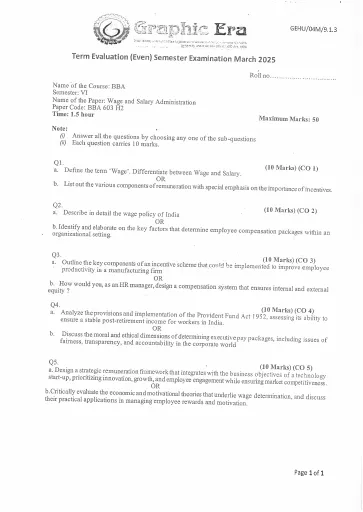 GEHU/04M/9.1.3
Graphic Era
Term Evaluation (Even) Semester Examination March 2025
Roll no..............................
Name of the Course: BBA
Semester: VI
Name of the Paper: Wage and Salary Administration
Paper Code: BBA 603 H2
Time: 1.5 hour
Maximum Marks: 50
Note:
(i) Answer all the questions by choosing any one of the sub-questions
(ii) Each question carries 10 marks.
Q1.
(10 Marks) (CO 1)
a. Define the term 'Wage'. Differentiate between Wage and Salary.
OR
b. List out the various components of remuneration with special emphasis on the importance of incentives.
Q2.
(10 Marks) (CO 2)
a. Describe in detail the wage policy of India
OR
b. Identify and elaborate on the key factors that determine employee compensation packages within an
organizational setting.
Q3.
(10 Marks) (CO 3)
a. Outline the key components of an incentive scheme that could be implemented to improve employee
productivity in a manufacturing firm
OR
b. How would you, as an HR manager, design a compensation system that ensures internal and external
equity ?
Q4.
(10 Marks) (CO 4)
a. Analyze the provisions and implementation of the Provident Fund Act 1952, assessing its ability to
ensure a stable post-retirement income for workers in India.
OR
b. Discuss the moral and ethical dimensions of determining executive pay packages, including issues of
fairness, transparency, and accountability in the corporate world
Q5.
(10 Marks) (CO 5)
a. Design a strategic remuneration framework that integrates with the business objectives of a technology
start-up, prioritizing innovation, growth, and employee engagement while ensuring market competitiveness.
OR
b.Critically evaluate the economic and motivational theories that underlie wage determination, and discuss
their practical applications in managing employee rewards and motivation.
Page 1 of 1